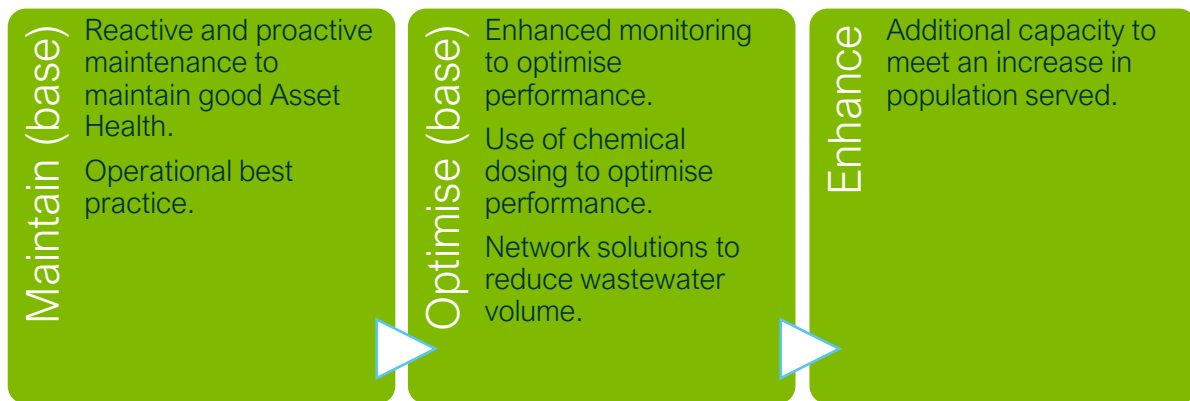 Maintain (base)
Reactive and proactive
maintenance to
maintain good Asset
Health.
Operational best
practice.
Optimise (base)
Enhanced monitoring
to optimise
performance.
Use of chemical
dosing to optimise
performance.
Network solutions to
reduce wastewater
volume.
Enhance
Additional capacity to
meet an increase in
population served.